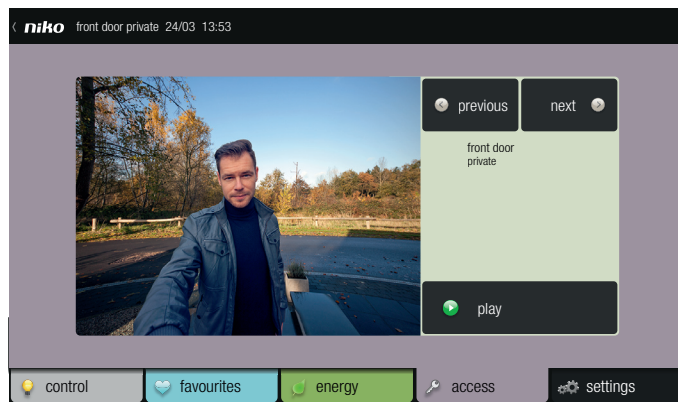 niko front door private 24/03 13:53
previous next
front door
private
play
control favourites energy access settings